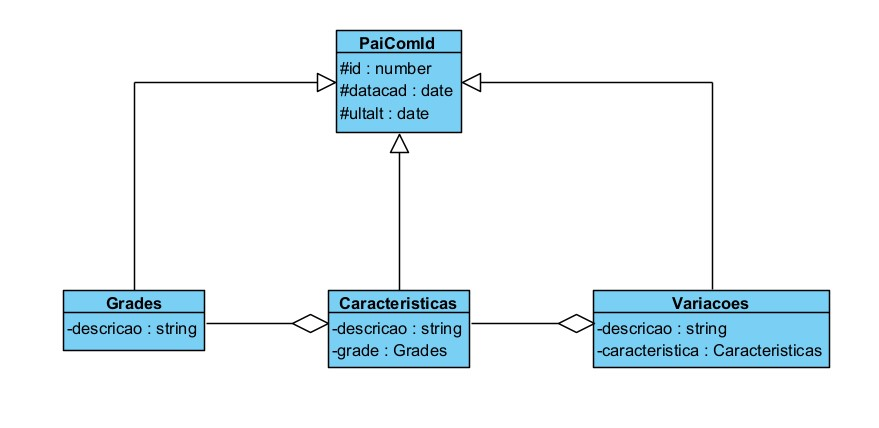 PaiComId
#id : number
#datacad : date
#ultalt : date
Grades
-descricao : string
Caracteristicas
-descricao : string
-grade : Grades
Variacoes
-descricao : string
-caracteristica : Caracteristicas